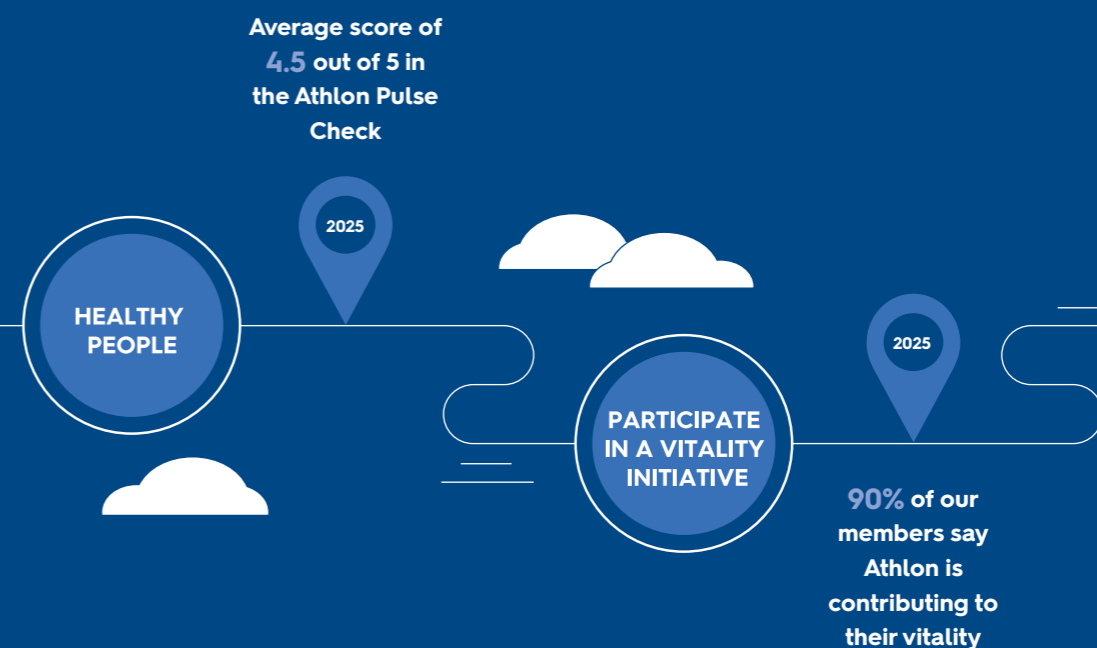 Average score of
4.5 out of 5 in
the Athlon Pulse
Check
2025
HEALTHY
PEOPLE
2025
PARTICIPATE
IN A VITALITY
INITIATIVE
90% of our
members say
Athlon is
contributing to
their vitality